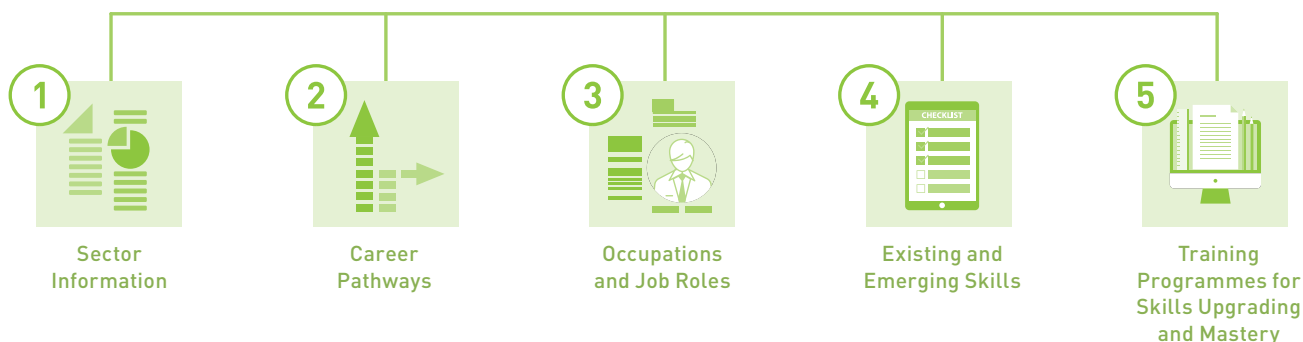 1
Sector
Information
2
Career
Pathways
3
Occupations
and Job Roles
4
CHECKLIST
Existing and
Emerging Skills
5
Training
Programmes for
Skills Upgrading
and Mastery